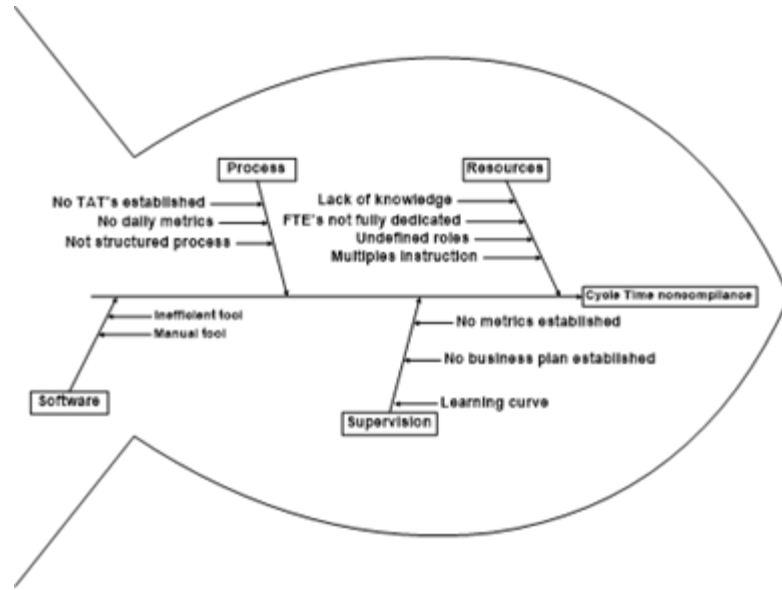 Process
Resources
No TAT's established
No daily metrics
Not structured process
Lack of knowledge
FTE's not fully dedicated
Undefined roles
Multiples instruction
Cycle Time noncompliance
Inefficient tool
Manual tool
Software
No metrics established
No business plan established
Learning curve
Supervision